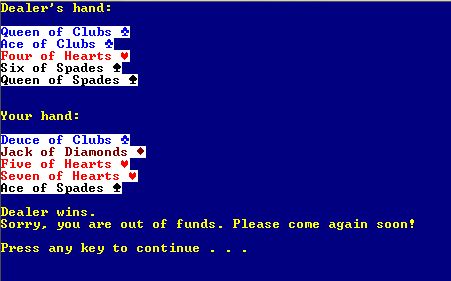 Dealer's hand:
Queen of Clubs ♣
Ace of Clubs ♣
Four of Hearts ♥
Six of Spades ♠
Queen of Spades ♠
Your hand:
Deuce of Clubs ♣
Jack of Diamonds ♦
Five of Hearts ♥
Seven of Hearts ♥
Ace of Spades ♠
Dealer wins.
Sorry, you are out of funds. Please come again soon!
Press any key to continue . . .